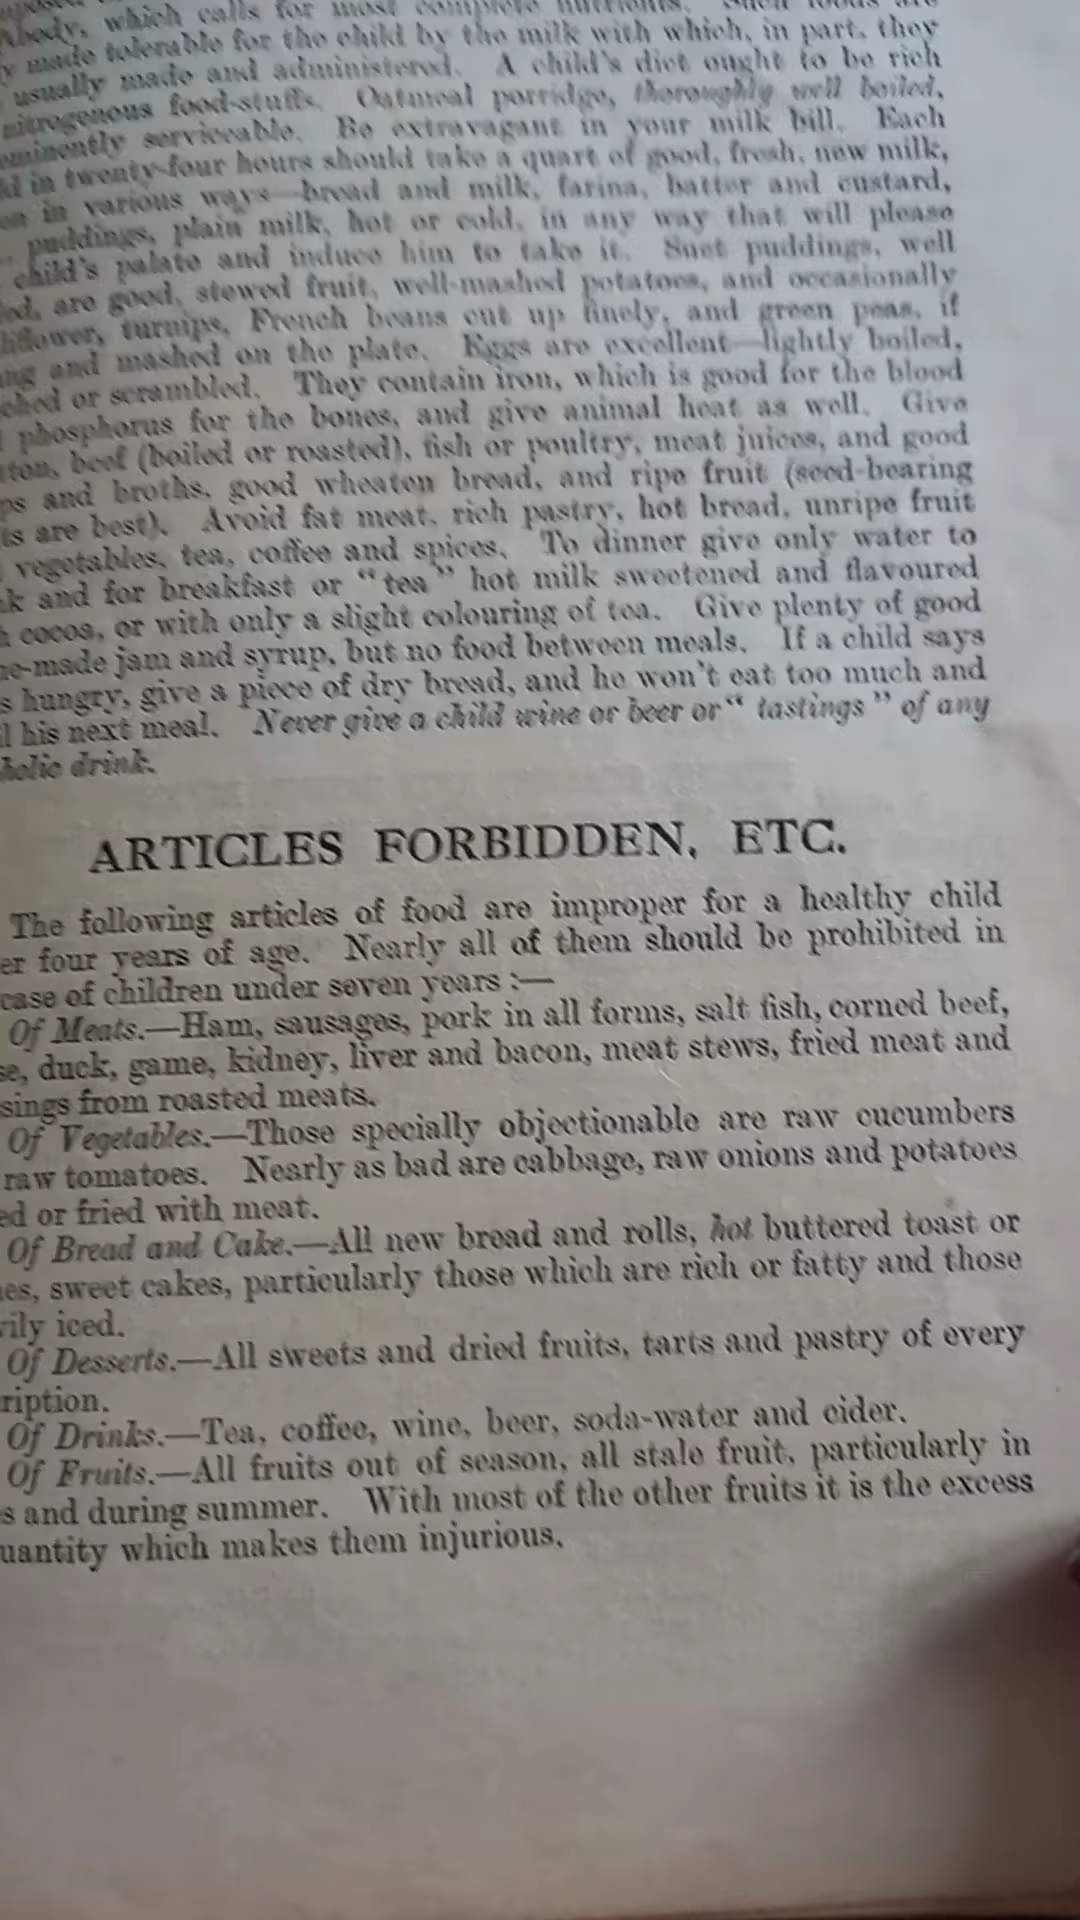 body, which calls for most complete nutrients. Such foods are
y made tolerable for the child by the milk with which, in part, they
usually made and administered. A child's diet ought to be rich
nitrogenous food-stuffs. Oatmeal porridge, thoroughly well boiled,
eminently serviceable. Be extravagant in your milk bill. Each
ld in twenty-four hours should take a quart of good, fresh, new milk,
en in various ways—bread and milk, farina, batter and custard,
puddings, plain milk, hot or cold, in any way that will please
child's palate and induce him to take it. Suet puddings, well
ed, are good, stewed fruit, well-mashed potatoes, and occasionally
liflower, turnips, French beans cut up finely, and green peas, if
ng and mashed on the plate. Eggs are excellent—lightly boiled,
ched or scrambled. They contain iron, which is good for the blood
phosphorus for the bones, and give animal heat as well. Give
tton, beef (boiled or roasted), fish or poultry, meat juices, and good
ps and broths, good wheaten bread, and ripe fruit (seed-bearing
ts are best). Avoid fat meat, rich pastry, hot bread, unripe fruit
vegetables, tea, coffee and spices. To dinner give only water to
k and for breakfast or "tea" hot milk sweetened and flavoured
h cocoa, or with only a slight colouring of tea. Give plenty of good
ne-made jam and syrup, but no food between meals. If a child says
s hungry, give a piece of dry bread, and he won't eat too much and
l his next meal. Never give a child wine or beer or "tastings" of any
holic drink.
ARTICLES FORBIDDEN, ETC.
The following articles of food are improper for a healthy child
er four years of age. Nearly all of them should be prohibited in
case of children under seven years :—
Of Meats.—Ham, sausages, pork in all forms, salt fish, corned beef,
se, duck, game, kidney, liver and bacon, meat stews, fried meat and
sings from roasted meats.
Of Vegetables.—Those specially objectionable are raw cucumbers
raw tomatoes. Nearly as bad are cabbage, raw onions and potatoes
ed or fried with meat.
Of Bread and Cake.—All new bread and rolls, hot buttered toast or
es, sweet cakes, particularly those which are rich or fatty and those
vily iced.
Of Desserts.—All sweets and dried fruits, tarts and pastry of every
ription.
Of Drinks.—Tea, coffee, wine, beer, soda-water and cider.
Of Fruits.—All fruits out of season, all stale fruit, particularly in
s and during summer. With most of the other fruits it is the excess
uantity which makes them injurious.